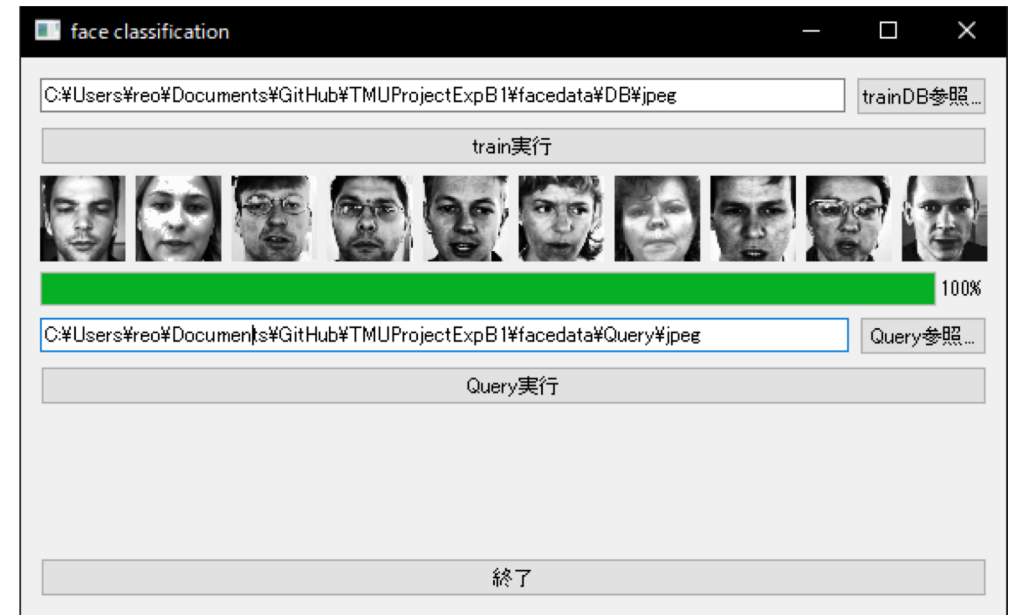 face classification
C:¥Users¥reo¥Documents¥GitHub¥TMUProjectExpB1¥facedata¥DB¥jpeg
trainDB参照...
train実行
100%
C:¥Users¥reo¥Documents¥GitHub¥TMUProjectExpB1¥facedata¥Query¥jpeg
Query参照...
Query実行
終了